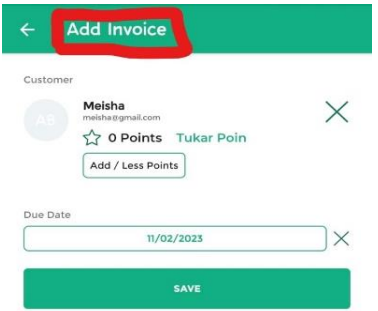 Add Invoice
Customer
AB
Meisha
meisha@gmail.com
0 Points Tukar Poin
Add / Less Points
Due Date
11/02/2023
SAVE